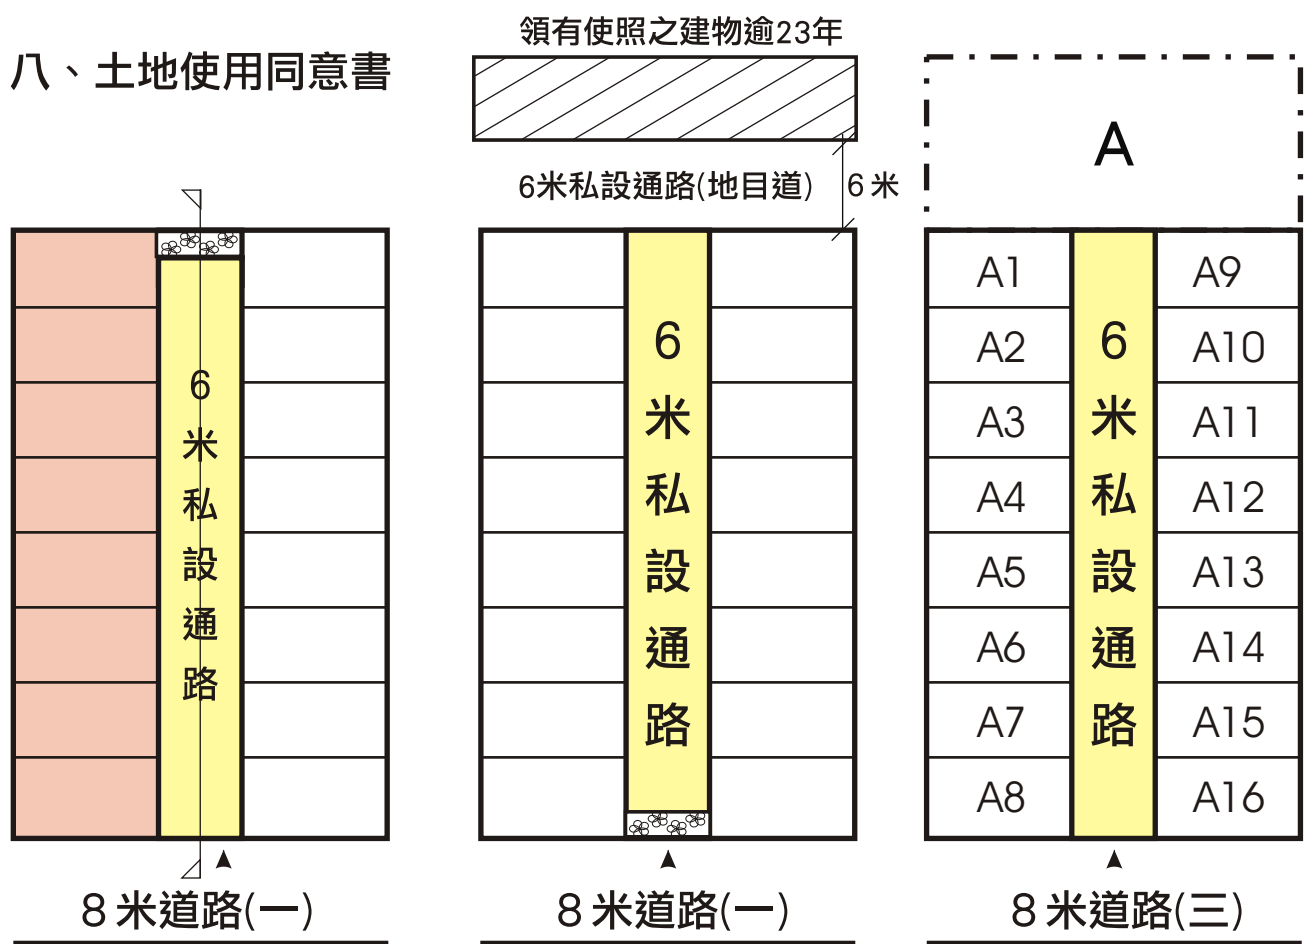 八、土地使用同意書
領有使照之建物逾23年
6米私設通路(地目道)
6 米
A
6米私設通路
8 米道路(一)
6米私設通路
8 米道路(一)
A1
A2
A3
A4
A5
A6
A7
A8
6米私設通路
A9
A10
A11
A12
A13
A14
A15
A16
8 米道路(三)